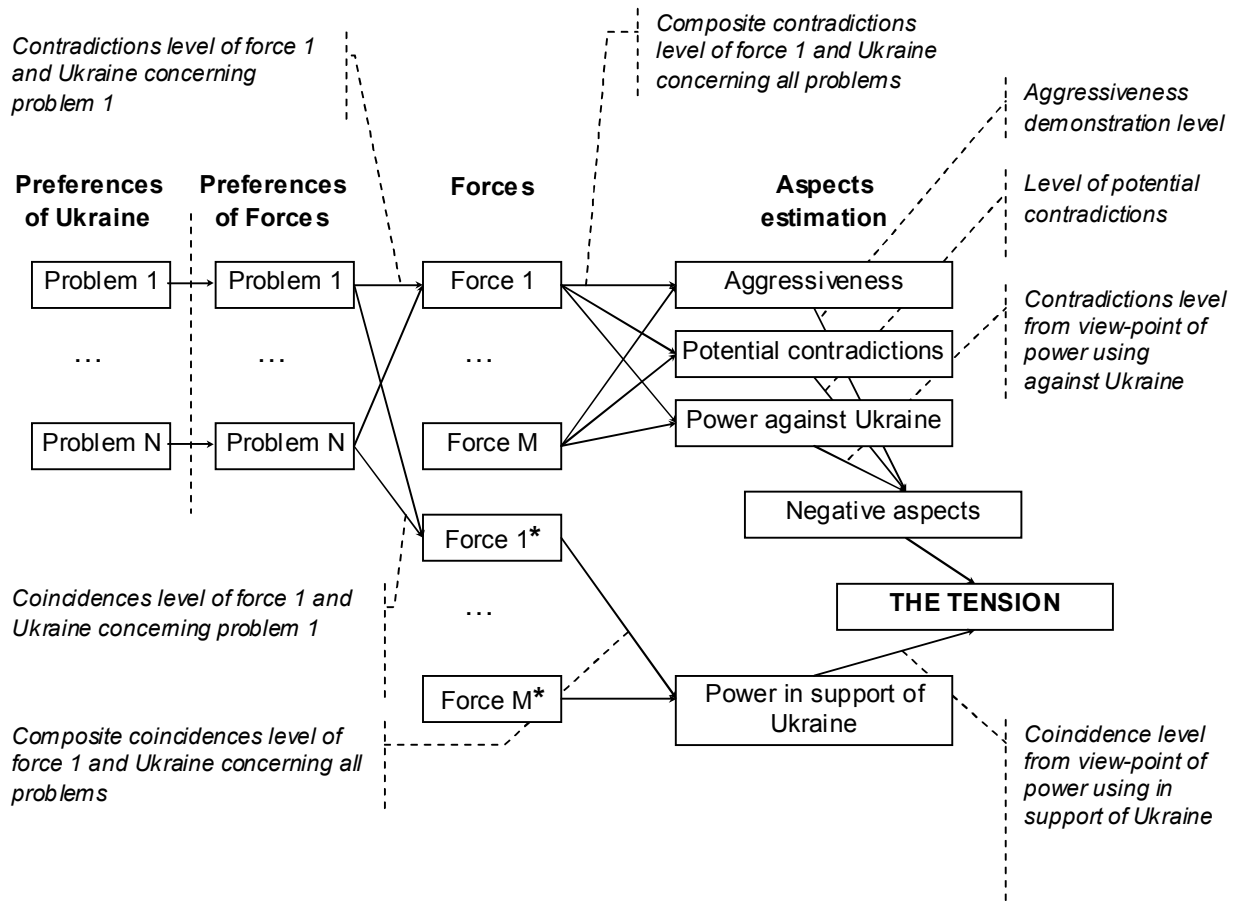 Contradictions level of force 1
and Ukraine concerning
problem 1
Composite contradictions
level of force 1 and Ukraine
concerning all problems
Aggressiveness
demonstration level
Preferences
of Ukraine
Preferences
of Forces
Forces
Aspects
estimation
Level of potential
contradictions
Problem 1
Problem 1
Force 1
Aggressiveness
...
...
...
Potential contradictions
Contradictions level
from view-point of
power using
against Ukraine
Problem N
Problem N
Force M
Power against Ukraine
Negative aspects
Force 1*
Coincidences level of force 1 and
Ukraine concerning problem 1
...
THE TENSION
Force M*
Power in support of
Ukraine
Composite coincidences level of
force 1 and Ukraine concerning all
problems
Coincidence level
from view-point of
power using in
support of Ukraine